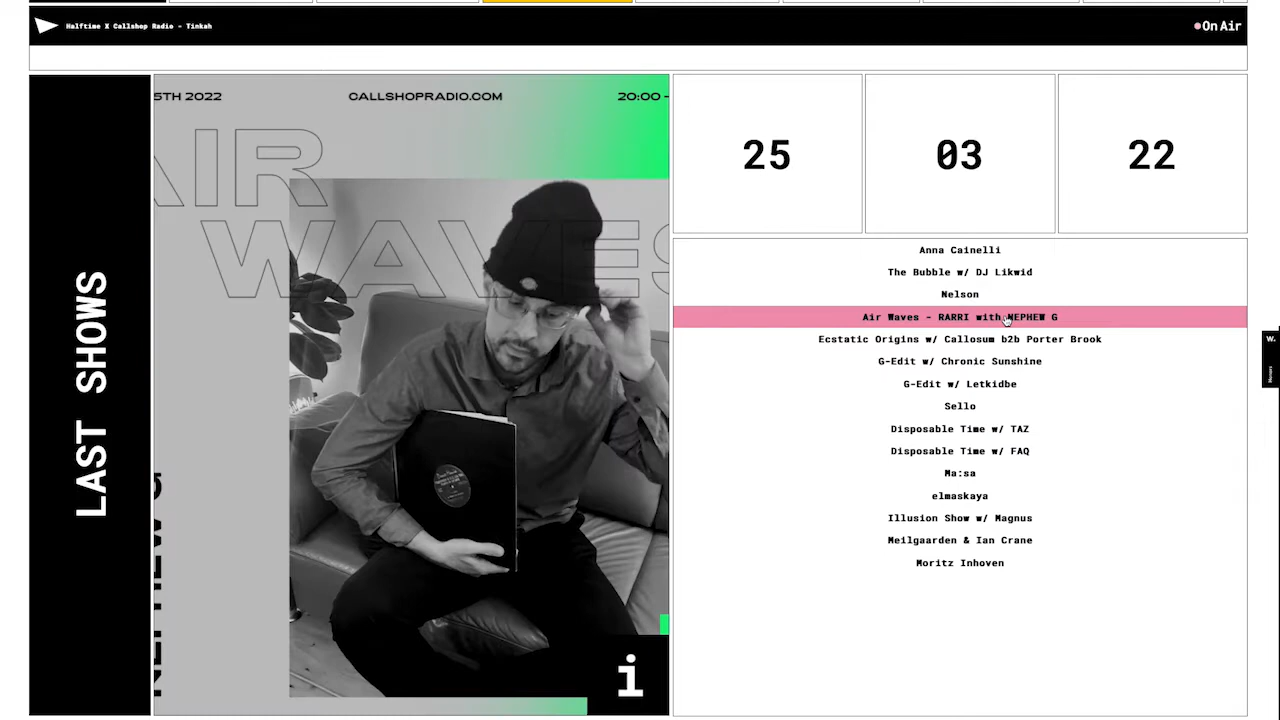 Halftime X Callshop Radio - Tinkah
On Air
LAST SHOWS
5TH 2022
CALLSHOPRADIO.COM
20:00 -
AIR
WAVES
i
25
03
22
Anna Cainelli
The Bubble w/ DJ Likwid
Nelson
Air Waves - RARRI with NEPHEW G
Ecstatic Origins w/ Callosum b2b Porter Brook
G-Edit w/ Chronic Sunshine
G-Edit w/ Letkidbe
Sello
Disposable Time w/ TAZ
Disposable Time w/ FAQ
Ma:sa
elmaskaya
Illusion Show w/ Magnus
Meilgaarden & Ian Crane
Moritz Inhoven
W.
Honors